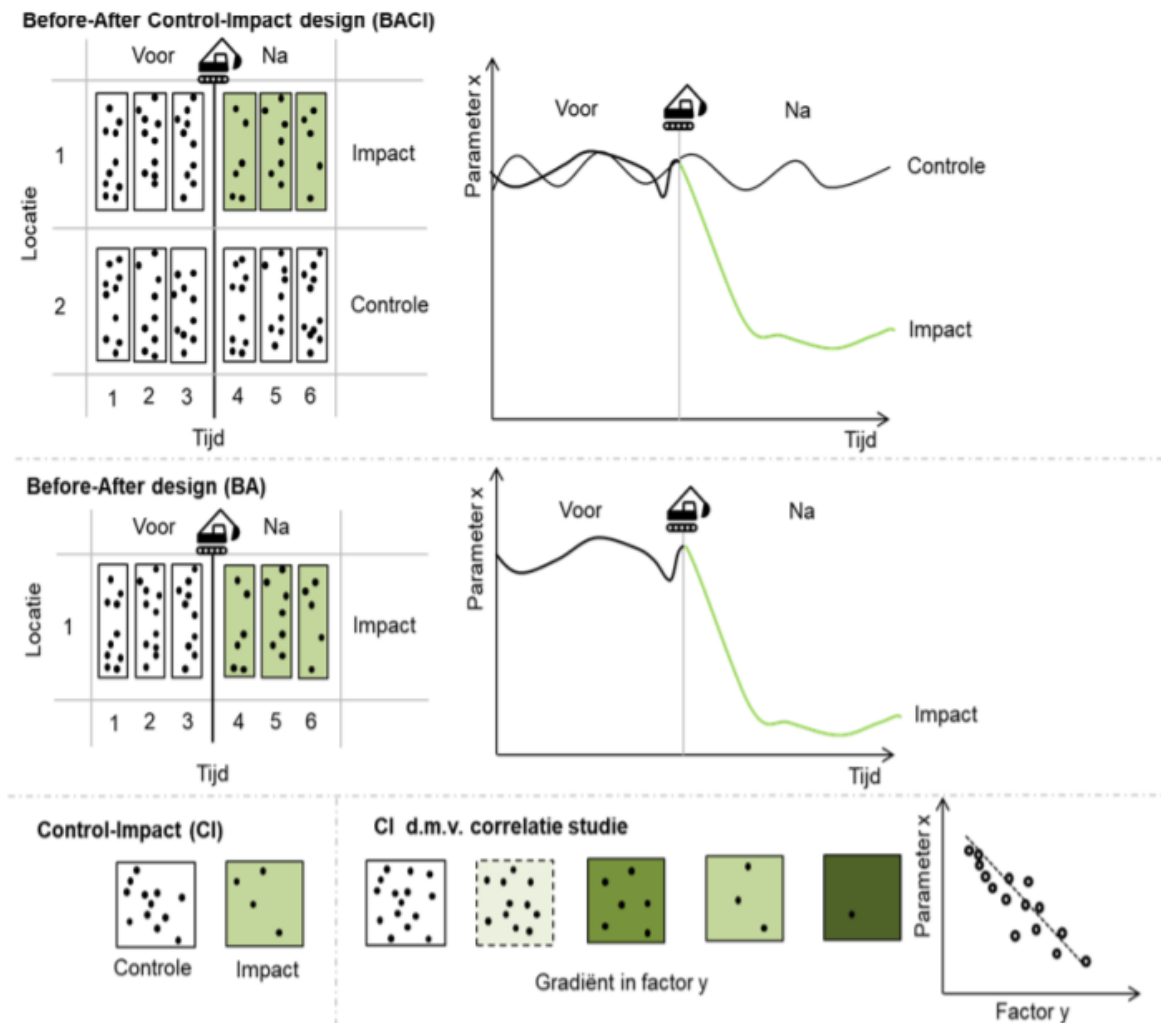 Before-After Control-Impact design (BACI)
Voor Na
Locatie
1
Impact
2
Controle
1 2 3 4 5 6
Tijd
Parameter x
Voor
Na
Controle
Impact
Tijd
Before-After design (BA)
Voor Na
Locatie
1
Impact
1 2 3 4 5 6
Tijd
Parameter x
Voor
Na
Impact
Tijd
Control-Impact (CI)
Controle Impact
CI d.m.v. correlatie studie
Gradiënt in factor y
Parameter x
Factor y